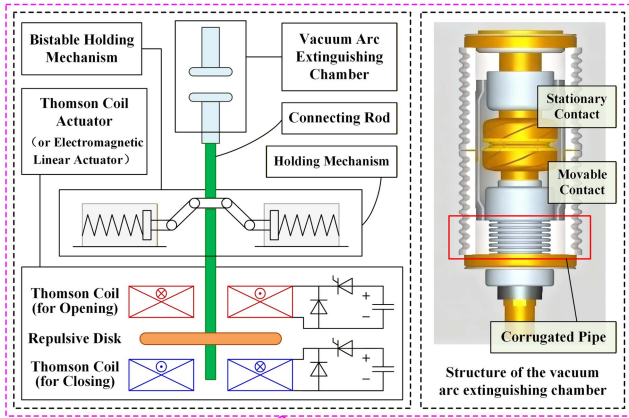 Bistable Holding
Mechanism
Vacuum Arc
Extinguishing
Chamber
Thomson Coil
Actuator
（or Electromagnetic
Linear Actuator）
Connecting Rod
Holding Mechanism
Thomson Coil
(for Opening)
+
−
Repulsive Disk
Thomson Coil
(for Closing)
+
−
Stationary
Contact
Movable
Contact
Corrugated Pipe
Structure of the vacuum
arc extinguishing chamber